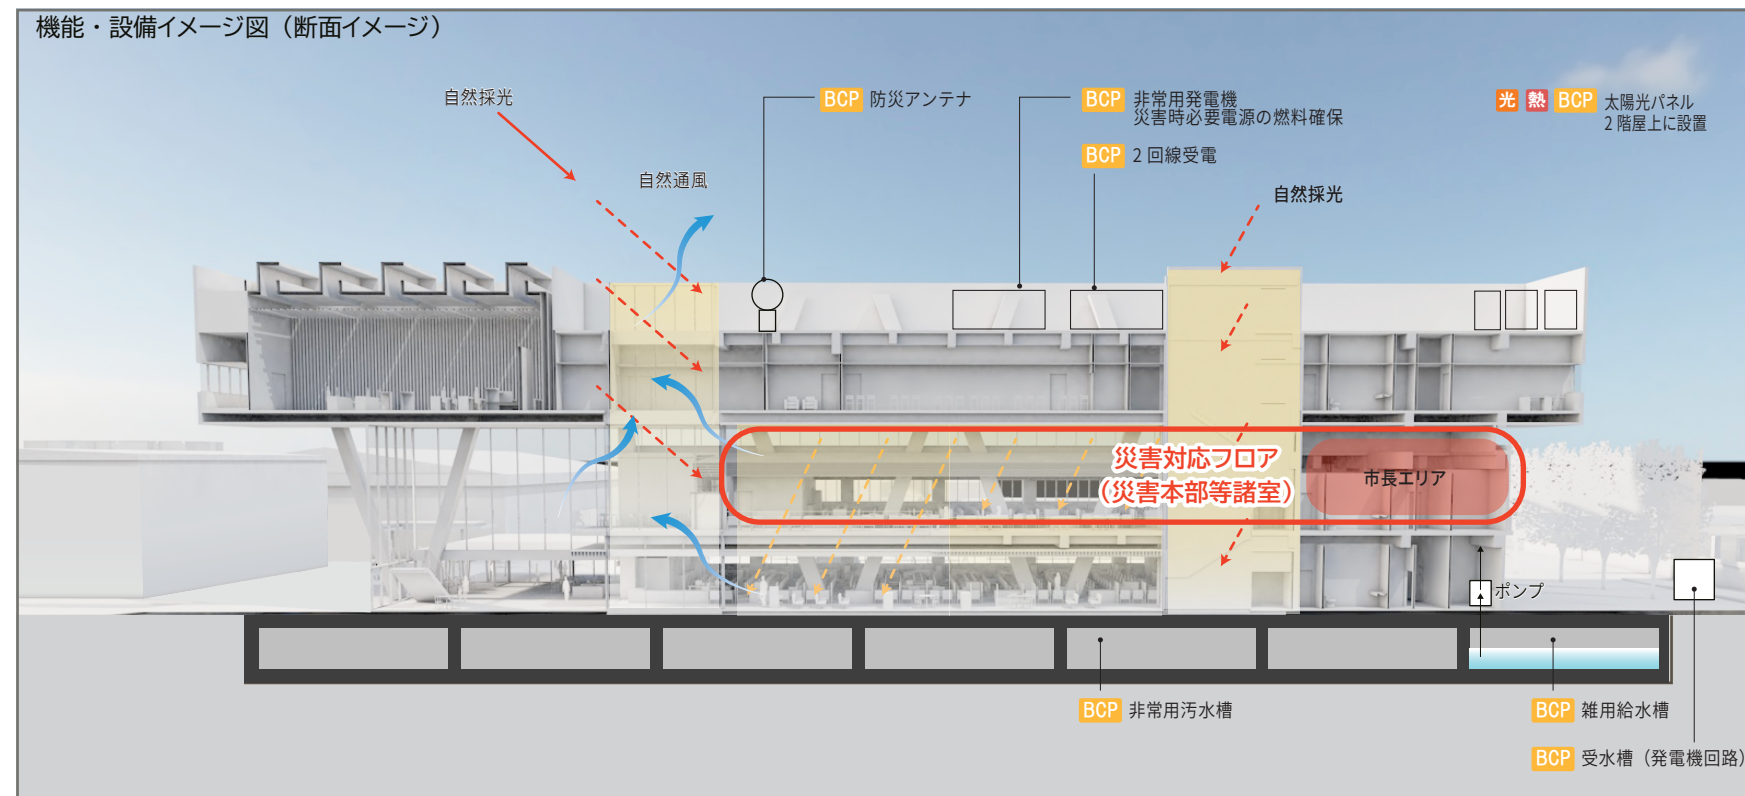 機能・設備イメージ図（断面イメージ）
自然採光
BCP 防災アンテナ
BCP 非常用発電機
災害時必要電源の燃料確保
光 熱 BCP 太陽光パネル
2 階屋上に設置
BCP 2 回線受電
自然通風
自然採光
災害対応フロア
（災害本部等諸室）
市長エリア
ポンプ
BCP 非常用汚水槽
BCP 雑用給水槽
BCP 受水槽（発電機回路）